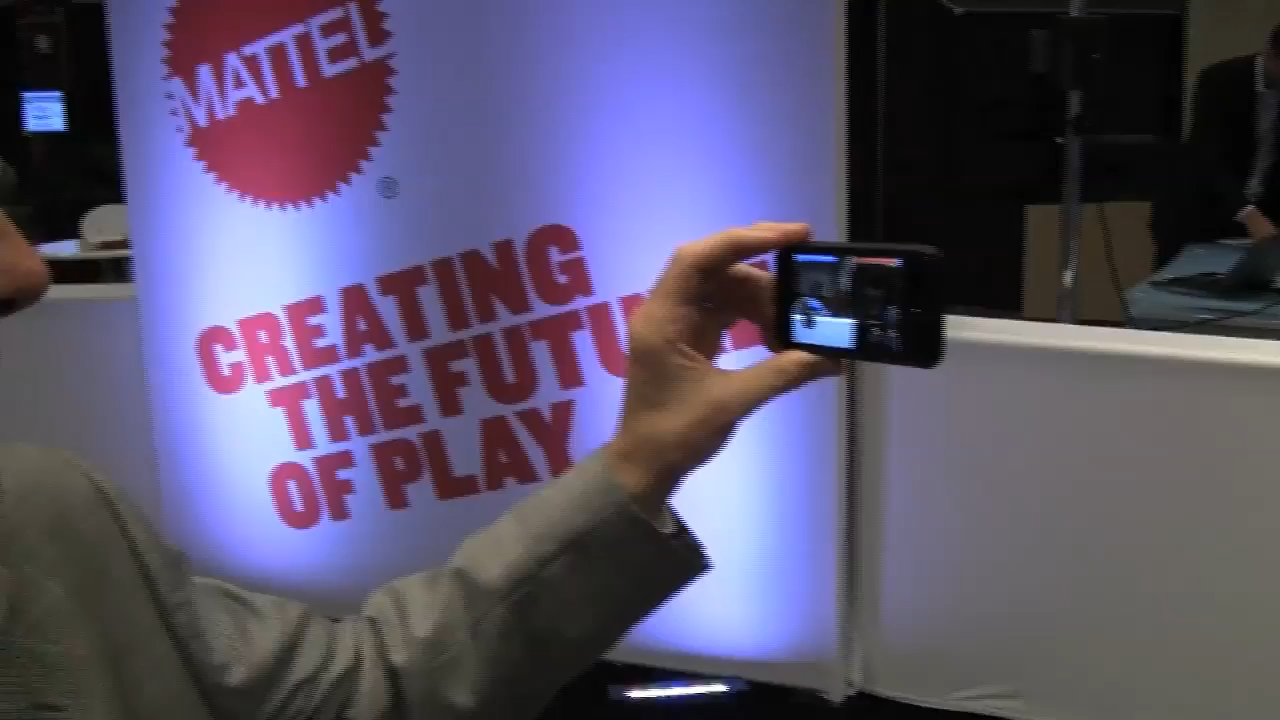 MATTEL
®
CREATING
THE FUTU
OF PLAY